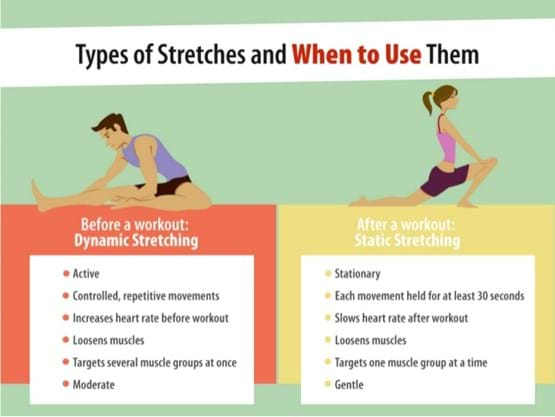 Types of Stretches and When to Use Them
Before a workout:
Dynamic Stretching
Active
Controlled, repetitive movements
Increases heart rate before workout
Loosens muscles
Targets several muscle groups at once
Moderate
After a workout:
Static Stretching
Stationary
Each movement held for at least 30 seconds
Slows heart rate after workout
Loosens muscles
Targets one muscle group at a time
Gentle